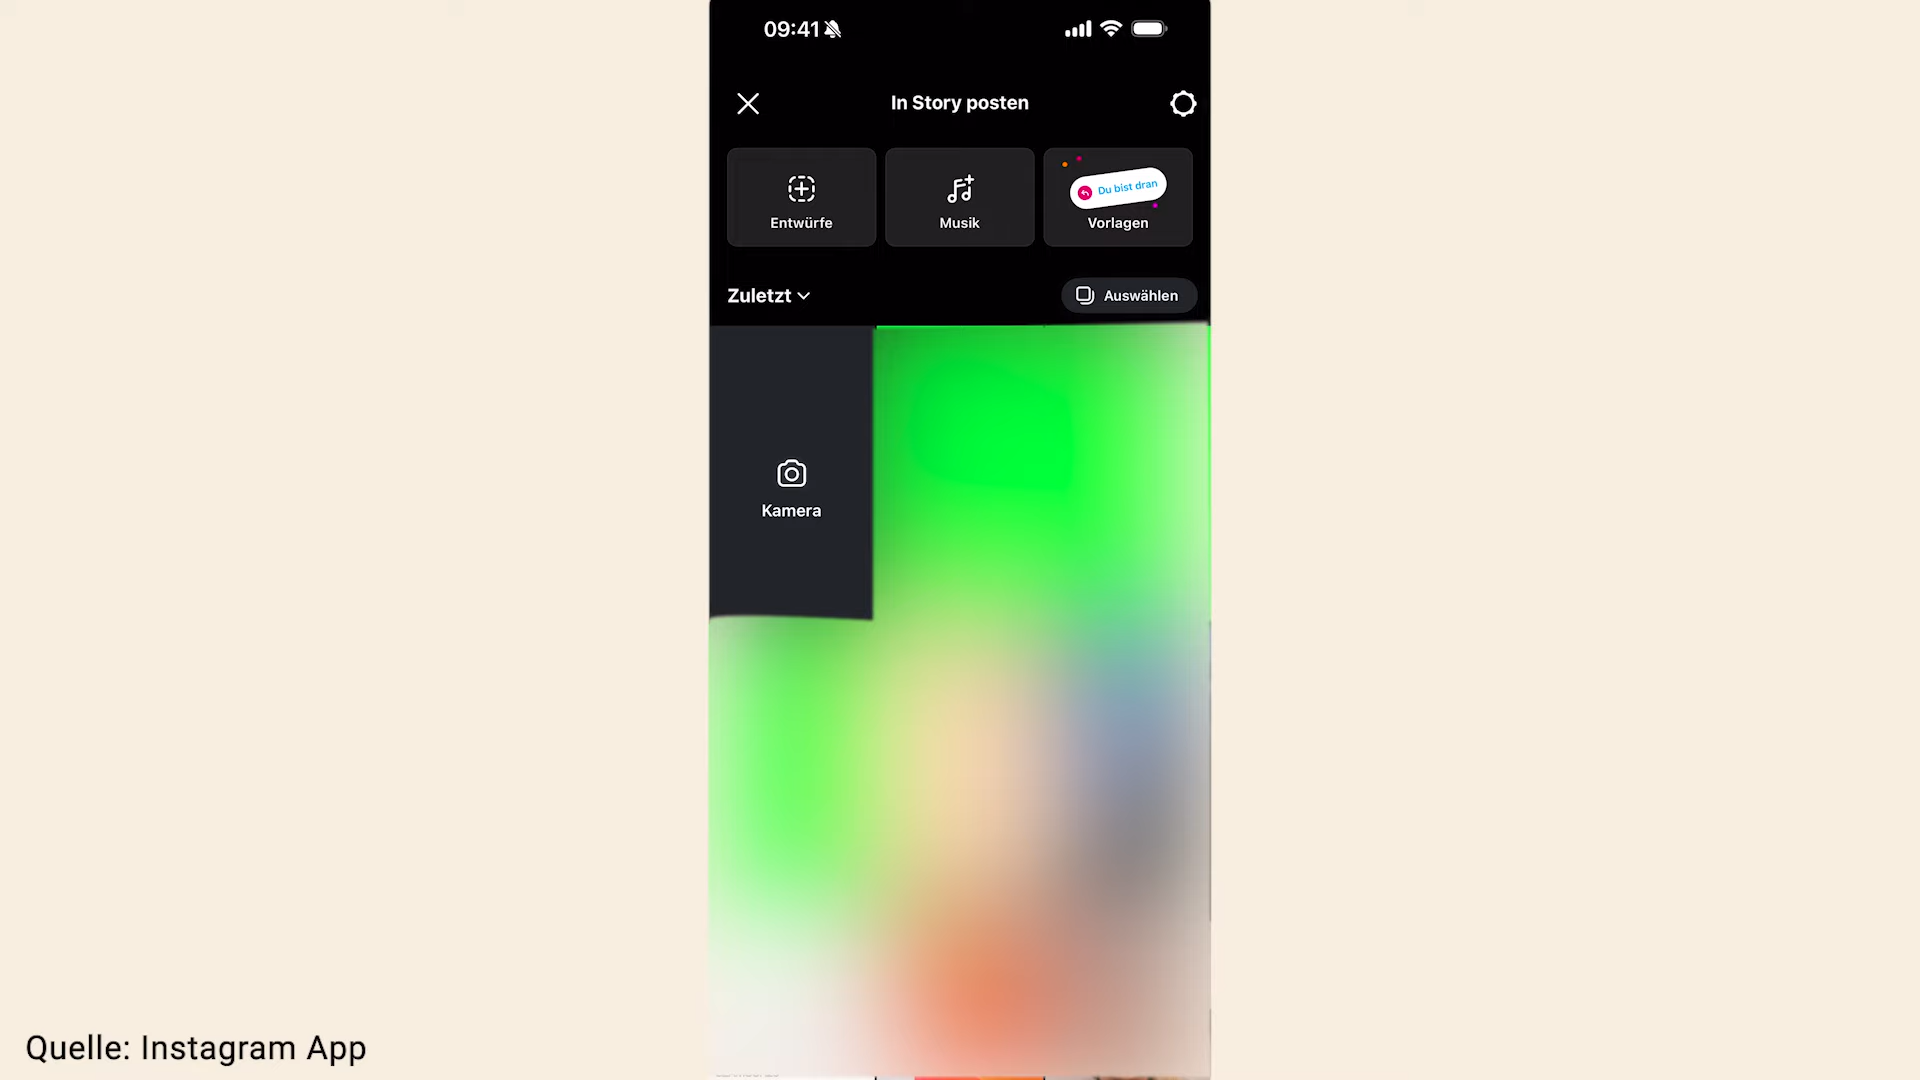 09:41
In Story posten
Entwürfe
Musik
Du bist dran
Vorlagen
Zuletzt
Auswählen
Kamera
Quelle: Instagram App